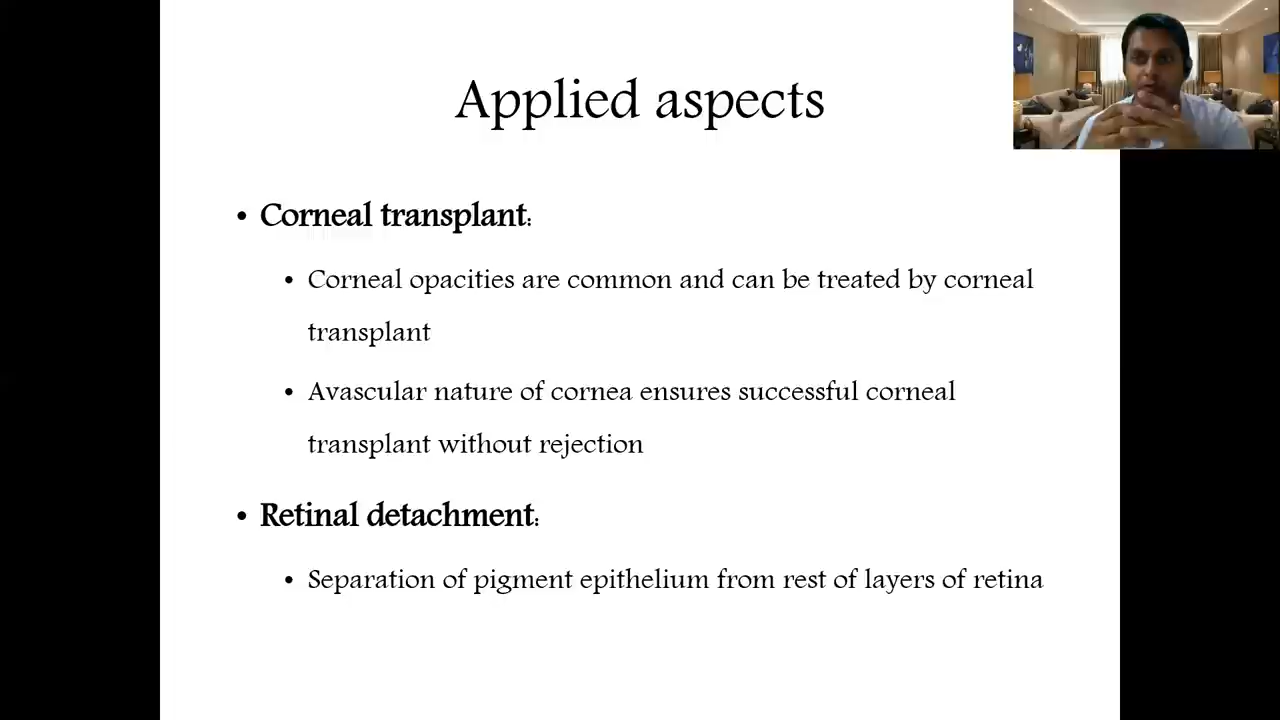 Applied aspects
• Corneal transplant:
• Corneal opacities are common and can be treated by corneal
transplant
• Avascular nature of cornea ensures successful corneal
transplant without rejection
• Retinal detachment:
• Separation of pigment epithelium from rest of layers of retina